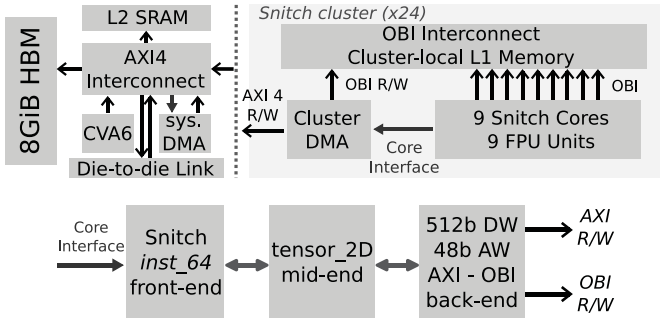 8GiB HBM
L2 SRAM
AXI4
Interconnect
CVA6
sys.
DMA
Die-to-die Link
Snitch cluster (x24)
OBI Interconnect
Cluster-local L1 Memory
OBI R/W
OBI
AXI 4
R/W
Cluster
DMA
Core
Interface
9 Snitch Cores
9 FPU Units
Core
Interface
Snitch
inst_64
front-end
tensor_2D
mid-end
512b DW
48b AW
AXI - OBI
back-end
AXI
R/W
OBI
R/W